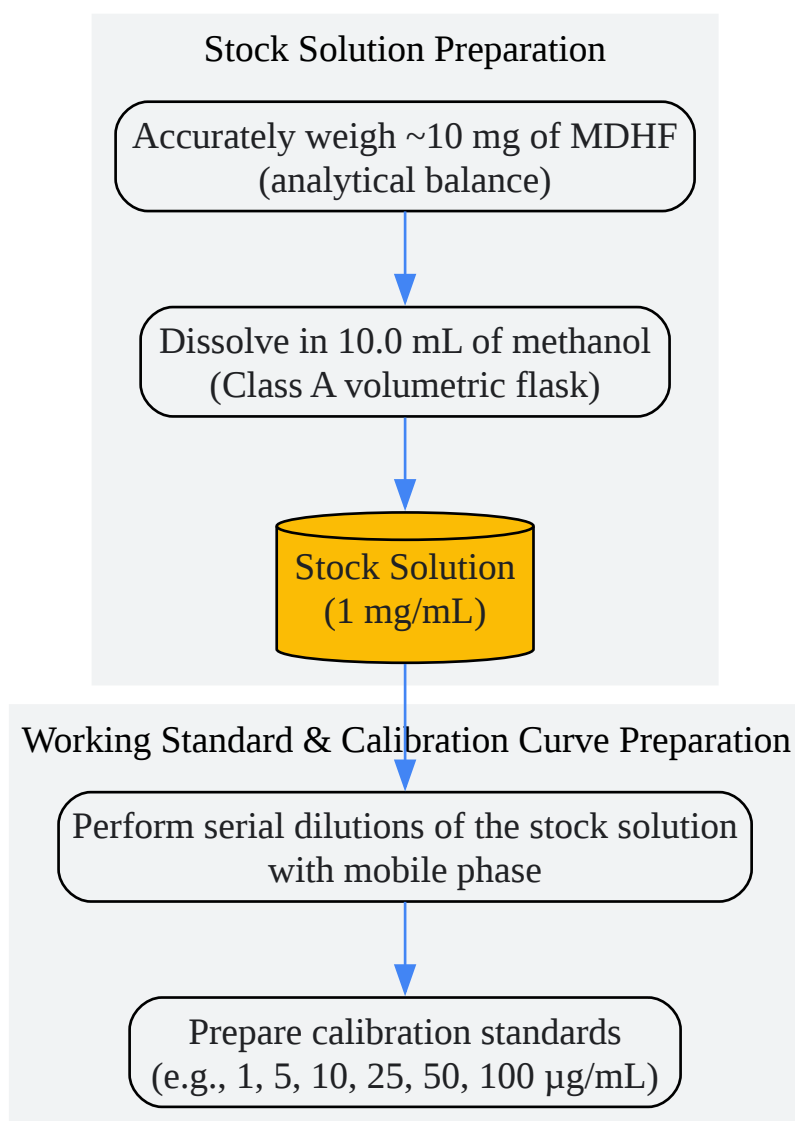 Stock Solution Preparation
Accurately weigh ~10 mg of MDHF
(analytical balance)
Dissolve in 10.0 mL of methanol
(Class A volumetric flask)
Stock Solution
(1 mg/mL)
Working Standard & Calibration Curve Preparation
Perform serial dilutions of the stock solution
with mobile phase
Prepare calibration standards
(e.g., 1, 5, 10, 25, 50, 100 µg/mL)